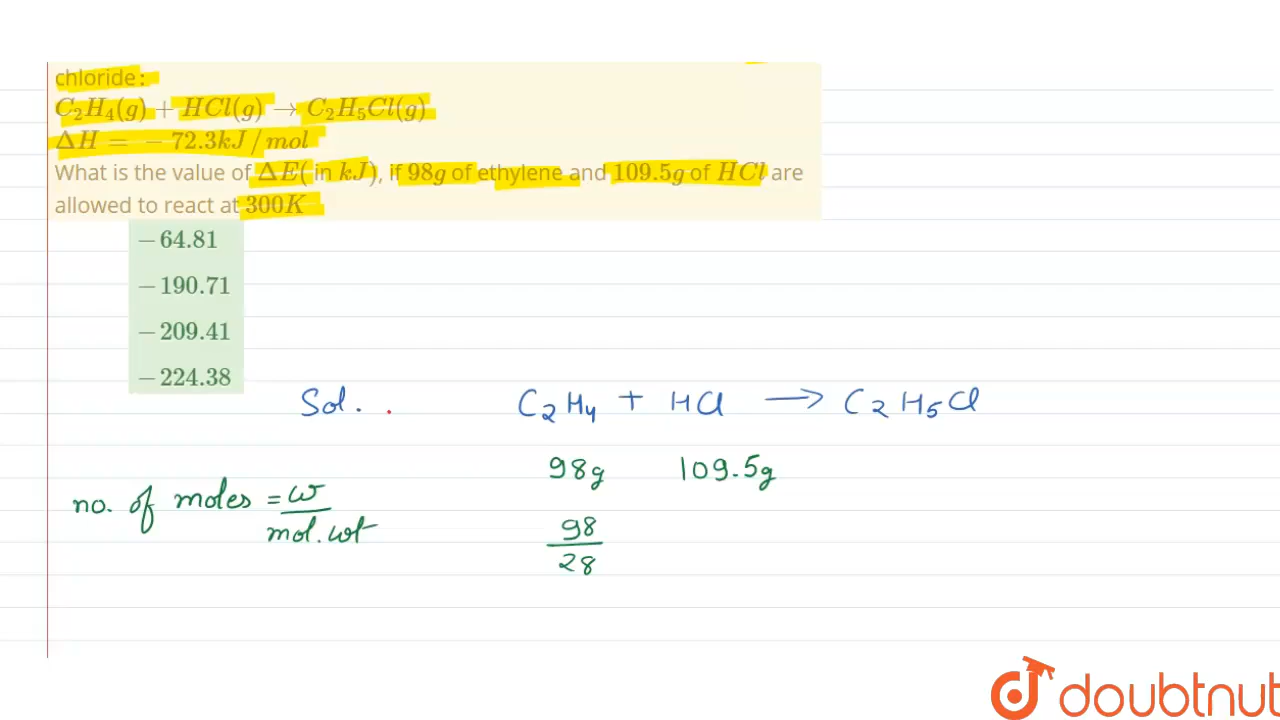 chloride:
C₂H₄(g) + HCl(g) → C₂H₅Cl(g)
ΔH = −72.3kJ/mol
What is the value of ΔE( in kJ), if 98g of ethylene and 109.5g of HCl are
allowed to react at 300K
−64.81
−190.71
−209.41
−224.38
Sol. . C₂H₄ + HCl → C₂H₅Cl
98g 109.5g
no. of moles = w/mol.wt
98/28
doubtnut